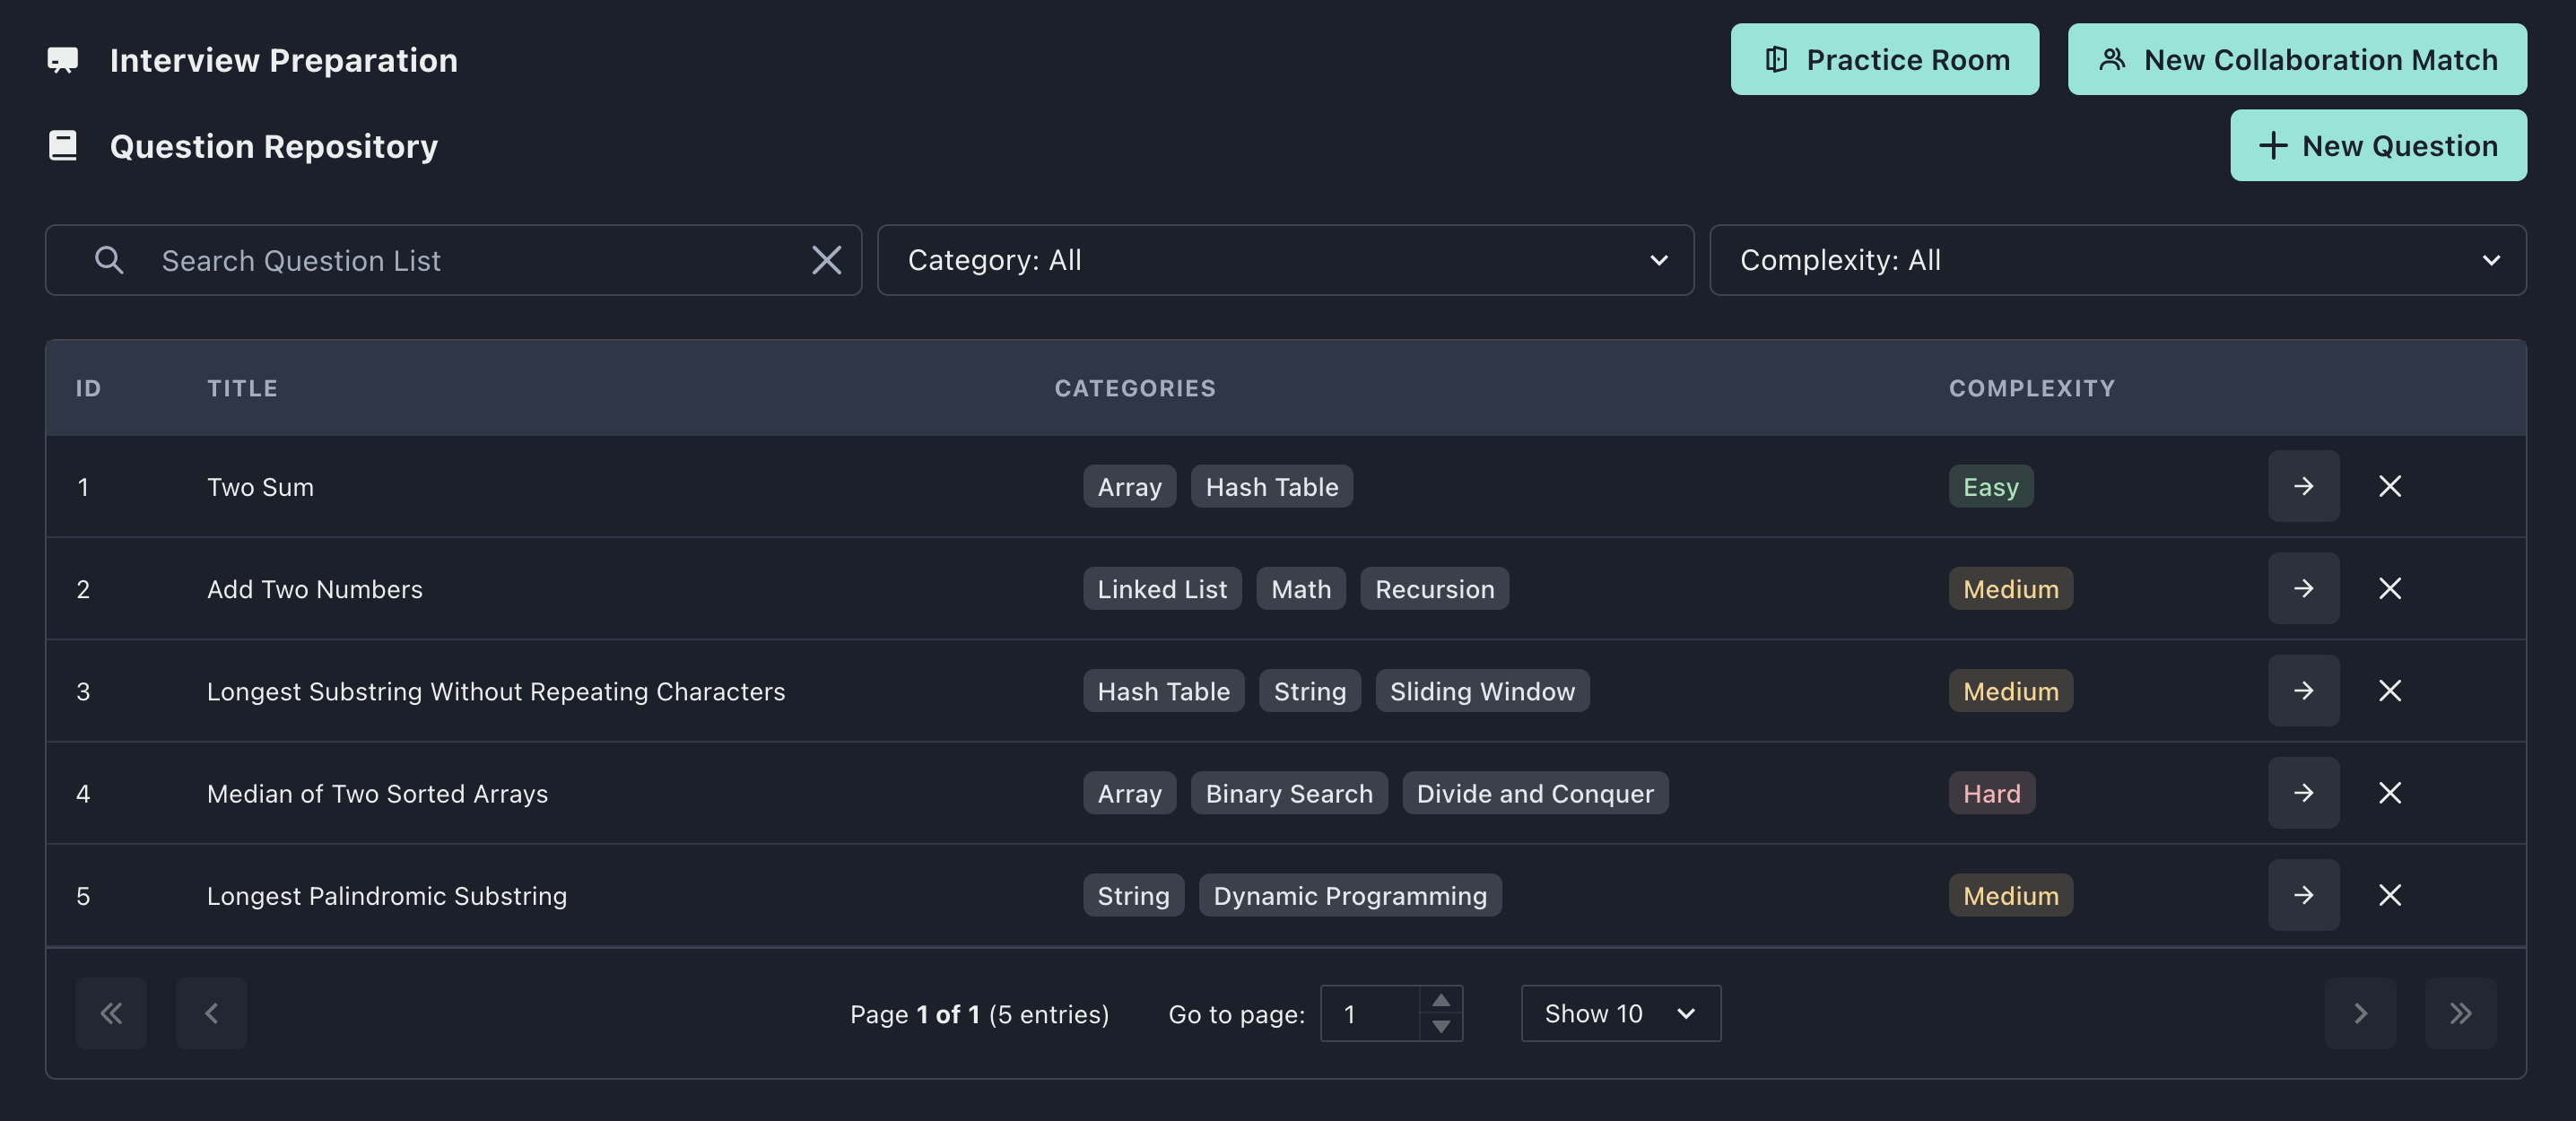 Interview Preparation Practice Room New Collaboration Match
Question Repository New Question
Search Question List Category: All Complexity: All
ID TITLE CATEGORIES COMPLEXITY
1 Two Sum Array Hash Table Easy
2 Add Two Numbers Linked List Math Recursion Medium
3 Longest Substring Without Repeating Characters Hash Table String Sliding Window Medium
4 Median of Two Sorted Arrays Array Binary Search Divide and Conquer Hard
5 Longest Palindromic Substring String Dynamic Programming Medium
Page 1 of 1 (5 entries) Go to page: 1 Show 10